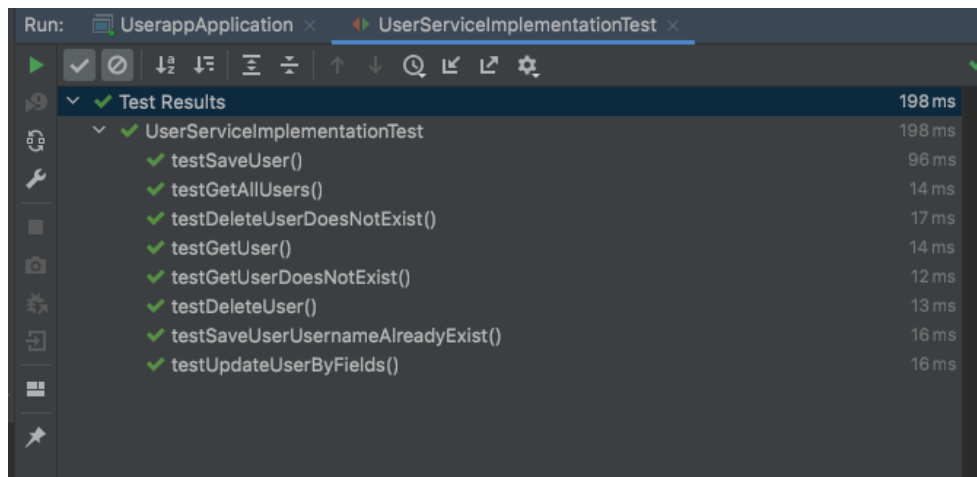 Run: UserappApplication × UserServiceImplementationTest ×
Test Results 198 ms
UserServiceImplementationTest 198 ms
testSaveUser() 96 ms
testGetAllUsers() 14 ms
testDeleteUserDoesNotExist() 17 ms
testGetUser() 14 ms
testGetUserDoesNotExist() 12 ms
testDeleteUser() 13 ms
testSaveUserUsernameAlreadyExist() 16 ms
testUpdateUserByFields() 16 ms